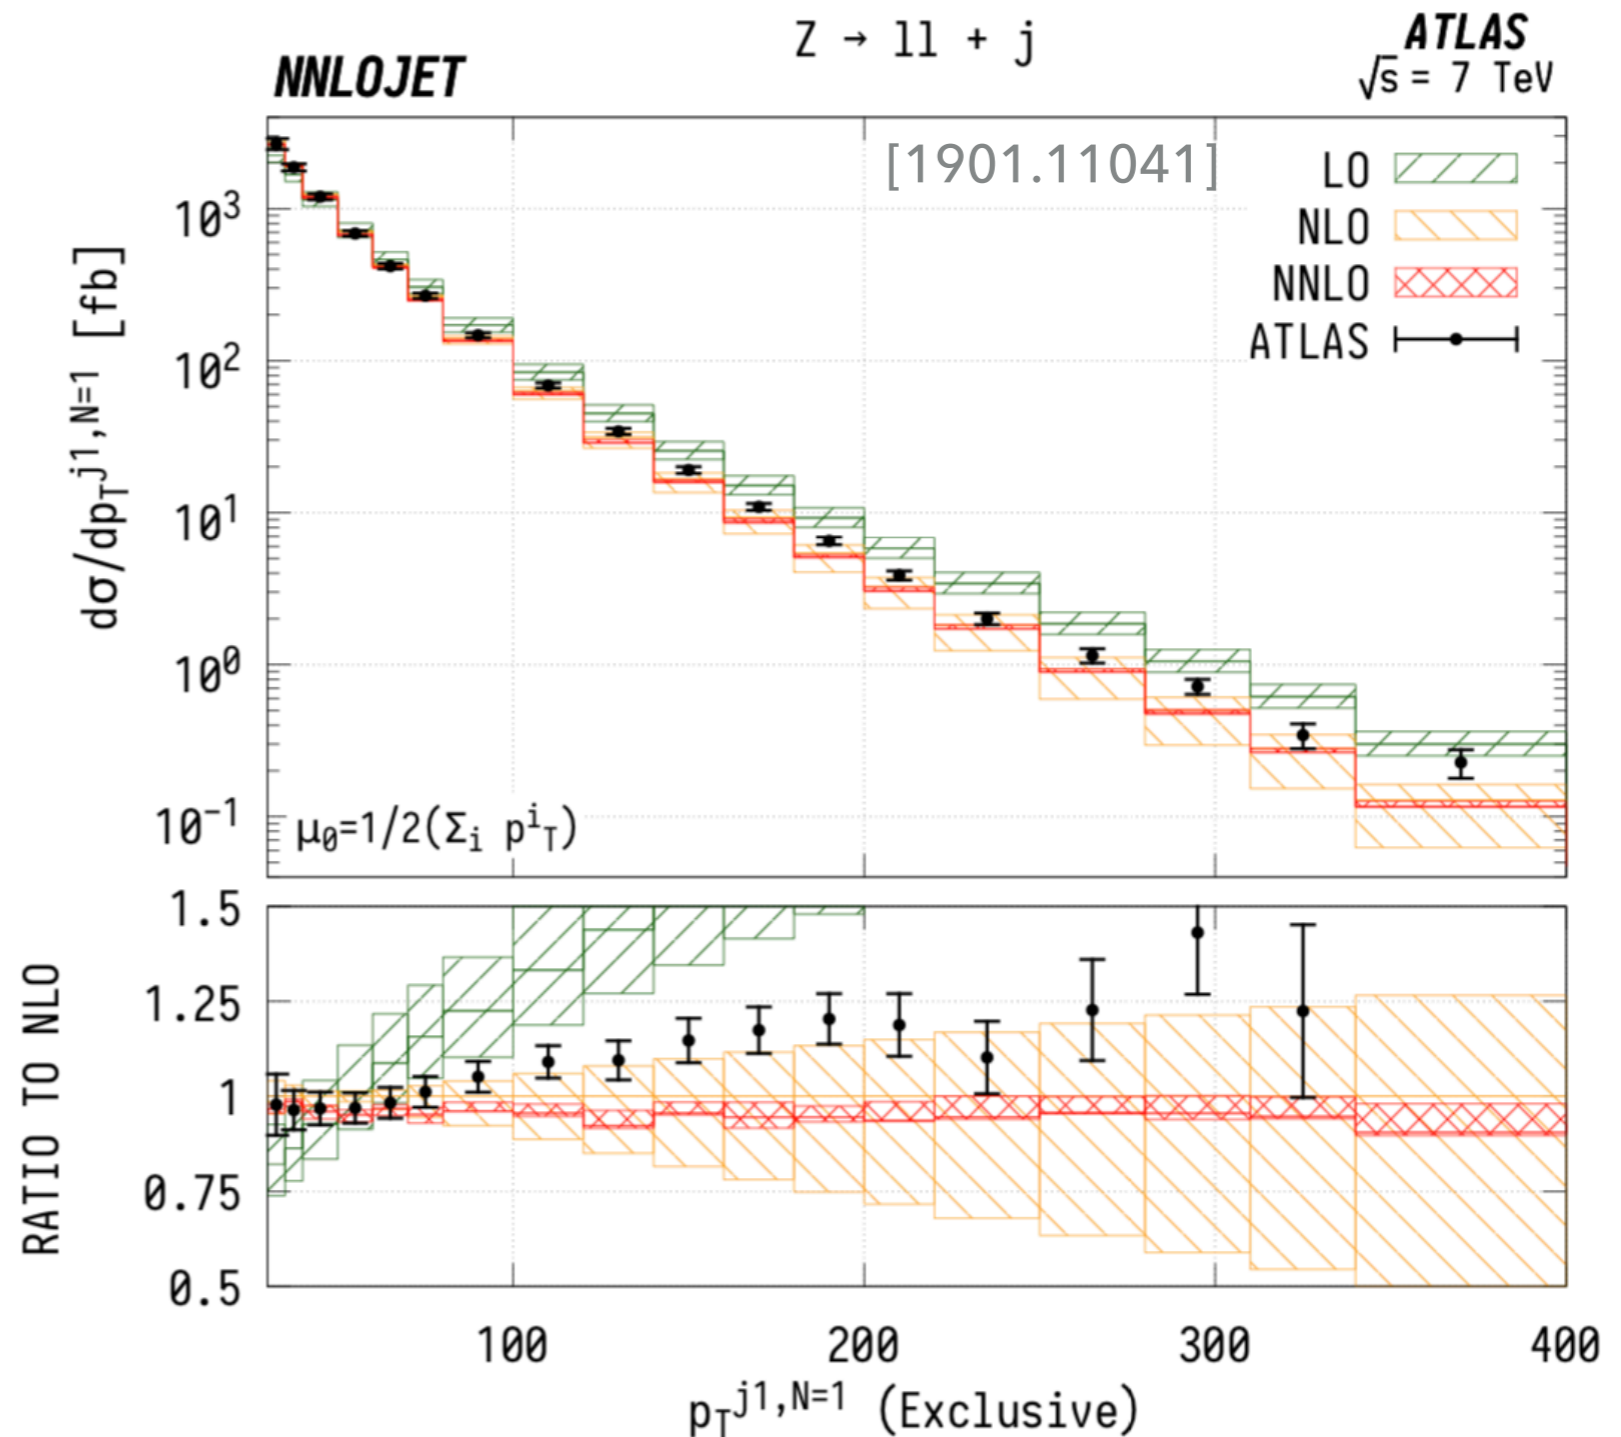 Z → ll + j
ATLAS
NNLOJET
√s = 7 TeV
[1901.11041]
LO
NLO
NNLO
ATLAS
dσ/dp_T^{j1,N=1} [fb]
10³
10²
10¹
10⁰
10⁻¹
μ₀=1/2(Σᵢ pⁱ_T)
RATIO TO NLO
1.5
1.25
1
0.75
0.5
100 200 300 400
p_T^{j1,N=1} (Exclusive)